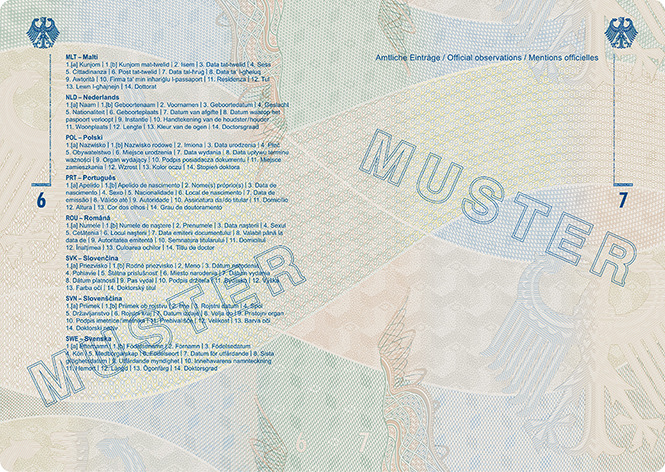 MLT – Malti
1.[a] Kunjom | 1.[b] Kunjom mat-twelid | 2. Isem | 3. Data tat-twelid | 4. Sess
5. Cittadinanza | 6. Post tat-twelid | 7. Data tal-ħruġ | 8. Data ta' l-għeluq
9. Awtorità | 10. Firma ta' min inħarġlu l-passaport | 11. Residenza | 12. Tul
13. Lewn l-għajnejn | 14. Dottorat
NLD – Nederlands
1.[a] Naam | 1.[b] Geboortenaam | 2. Voornamen | 3. Geboortedatum | 4. Geslacht
5. Nationaliteit | 6. Geboorteplaats | 7. Datum van afgifte | 8. Datum waarop het
paspoort verloopt | 9. Instantie | 10. Handtekening van de houdster/houder
11. Woonplaats | 12. Lengte | 13. Kleur van de ogen | 14. Doctorsgraad
POL – Polski
1.[a] Nazwisko | 1.[b] Nazwisko rodowe | 2. Imiona | 3. Data urodzenia | 4. Płeć
5. Obywatelstwo | 6. Miejsce urodzenia | 7. Data wydania | 8. Data upływu terminu
ważności | 9. Organ wydający | 10. Podpis posiadacza dokumentu | 11. Miejsce
zamieszkania | 12. Wzrost | 13. Kolor oczu | 14. Stopień doktora
PRT – Português
1.[a] Apelido | 1.[b] Apelido de nascimento | 2. Nome(s) próprio(s) | 3. Data de
nascimento | 4. Sexo | 5. Nacionalidade | 6. Local de nascimento | 7. Data de
emissão | 8. Válido até | 9. Autoridade | 10. Assinatura da/do titular | 11. Domicílio
12. Altura | 13. Cor dos olhos | 14. Grau de doutoramento
ROU – Română
1.[a] Numele | 1.[b] Numele de naştere | 2. Prenumele | 3. Data naşterii | 4. Sexul
5. Cetăţenia | 6. Locul naşterii | 7. Data emiterii documentului | 8. Valabil până la
data de | 9. Autoritatea emitentă | 10. Semnatura titularului | 11. Domiciliul
12. Înălţimea | 13. Culoarea ochilor | 14. Titlu de doctor
SVK – Slovenčina
1.[a] Priezvisko | 1.[b] Rodné priezvisko | 2. Meno | 3. Dátum narodenia
4. Pohlavie | 5. Štátna príslušnosť | 6. Miesto narodenia | 7. Dátum vydania
8. Dátum platnosti | 9. Pas vydal | 10. Podpis držiteľa | 11. Bydlisko | 12. Výška
13. Farba očí | 14. Doktorský titul
SVN – Slovenščina
1.[a] Priimek | 1.[b] Priimek ob rojstvu | 2. Ime | 3. Rojstni datum | 4. Spol
5. Državljanstvo | 6. Rojstni kraj | 7. Datum izdaje | 8. Velja do | 9. Pristojni organ
10. Podpis imetnice/imetnika | 11. Prebivališče | 12. Velikost | 13. Barva oči
14. Doktorski naziv
SWE – Svenska
1.[a] Efternamn | 1.[b] Födelsenamn | 2. Förnamn | 3. Födelsedatum
4. Kön | 5. Medborgarskap | 6. Födelseort | 7. Datum för utfärdande | 8. Sista
giltighetsdatum | 9. Utfärdande myndighet | 10. Innehavarens namnteckning
11. Hemort | 12. Längd | 13. Ögonfärg | 14. Doktorsgrad
6
MUSTER
Amtliche Einträge / Official observations / Mentions officielles
7
MUSTER
6 7